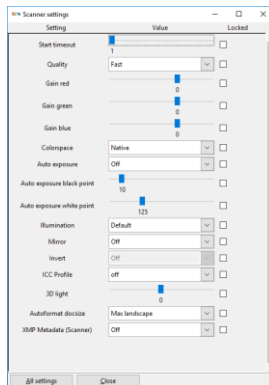 Scanner settings
Setting Value Locked
Start timeout
1
Quality Fast
Gain red
0
Gain green
0
Gain blue
0
Colorspace Native
Auto exposure Off
Auto exposure black point
10
Auto exposure white point
125
Illumination Default
Mirror Off
Invert Off
ICC Profile off
3D light
0
Autoformat docsize Max landscape
XMP Metadata (Scanner) Off
All settings Close